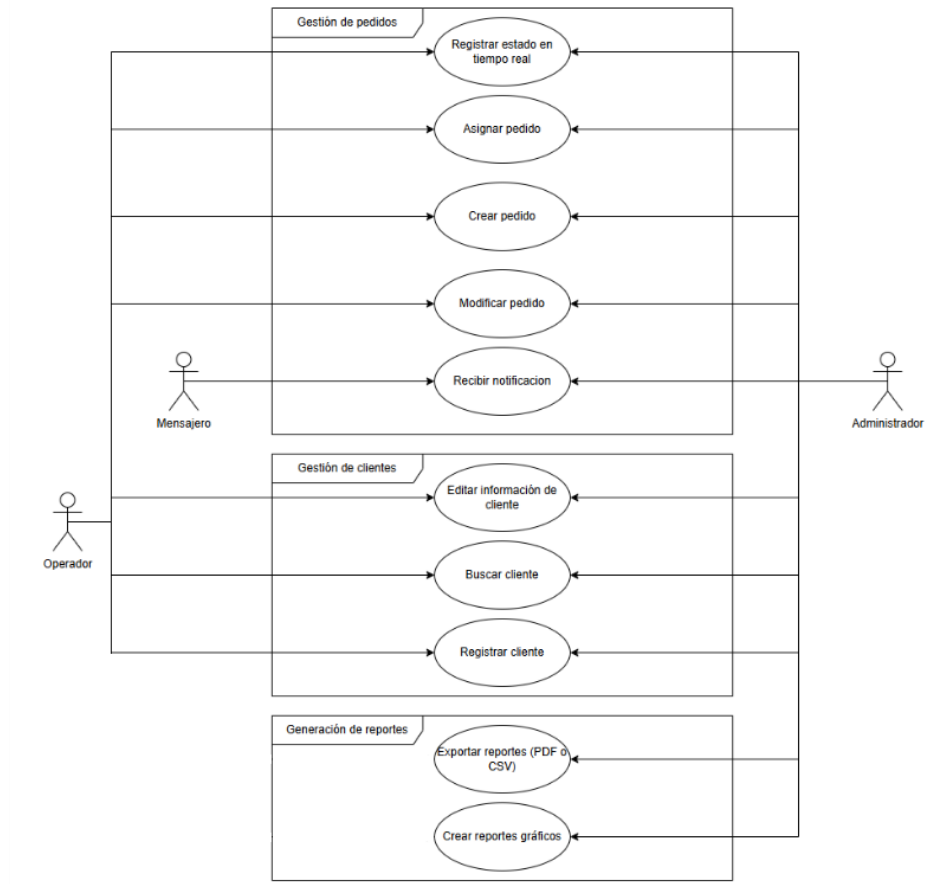 Gestión de pedidos
Registrar estado en
tiempo real
Asignar pedido
Crear pedido
Modificar pedido
Recibir notificacion
Mensajero
Administrador
Gestión de clientes
Editar información de
cliente
Operador
Buscar cliente
Registrar cliente
Generación de reportes
Exportar reportes (PDF o
CSV)
Crear reportes gráficos